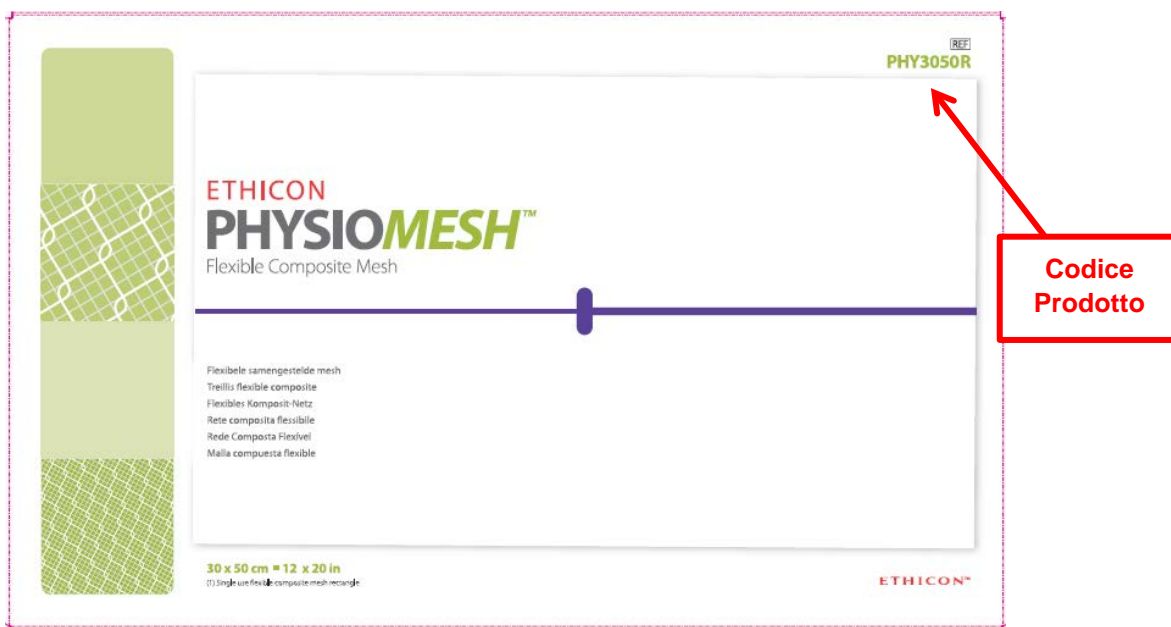 REF
PHY3050R
ETHICON
PHYSIOMESH™
Flexible Composite Mesh
Codice
Prodotto
Flexibele samengestelde mesh
Treillis flexible composite
Flexibles Komposit-Netz
Rete composita flessibile
Rede Composta Flexível
Malla compuesta flexible
30 x 50 cm = 12 x 20 in
(1) Single use flexible composite mesh rectangle
ETHICON™